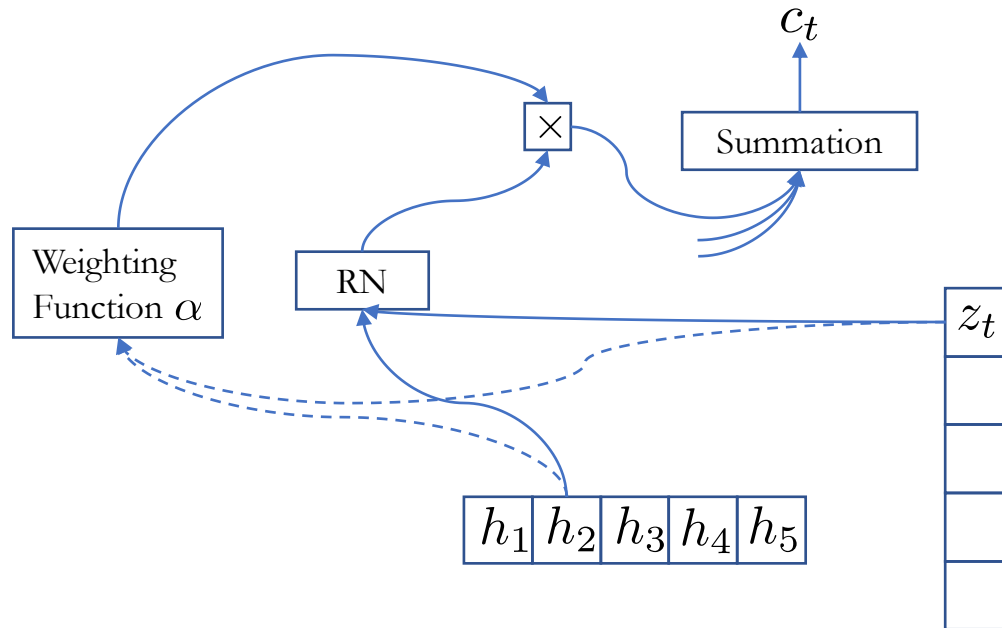 c_t
×
Summation
Weighting
Function α
RN
z_t
h_1 h_2 h_3 h_4 h_5